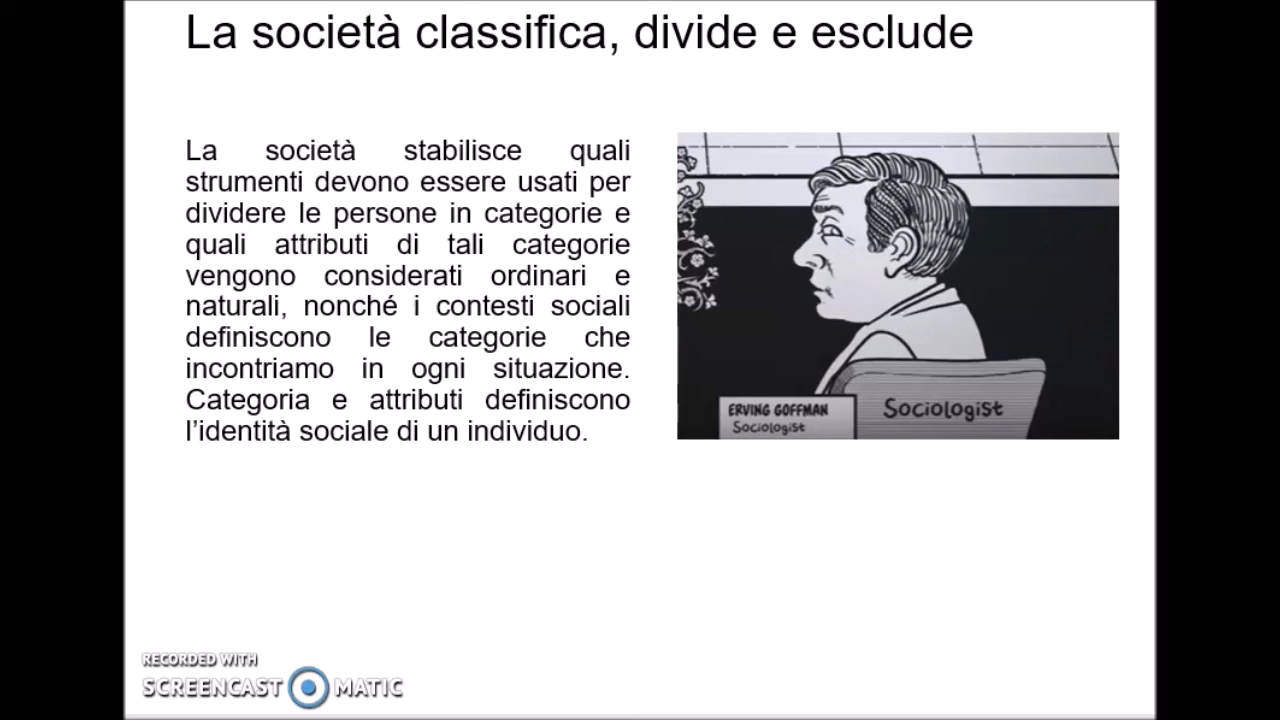 La società classifica, divide e esclude
La società stabilisce quali
strumenti devono essere usati per
dividere le persone in categorie e
quali attributi di tali categorie
vengono considerati ordinari e
naturali, nonché i contesti sociali
definiscono le categorie che
incontriamo in ogni situazione.
Categoria e attributi definiscono
l’identità sociale di un individuo.
ERVING GOFFMAN
Sociologist
Sociologist
RECORDED WITH
SCREENCAST MATIC